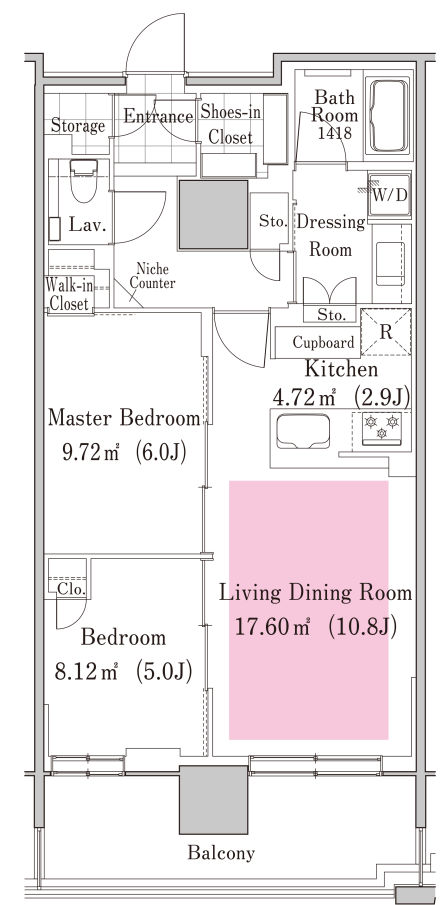 Bath
Room
1418
Storage
Entrance
Shoes-in
Closet
W/D
Lav.
Sto.
Dressing
Room
Niche
Counter
Walk-in
Closet
Sto.
Cupboard
R
Kitchen
4.72㎡ (2.9J)
Master Bedroom
9.72㎡ (6.0J)
Clo.
Living Dining Room
17.60㎡ (10.8J)
Bedroom
8.12㎡ (5.0J)
Balcony